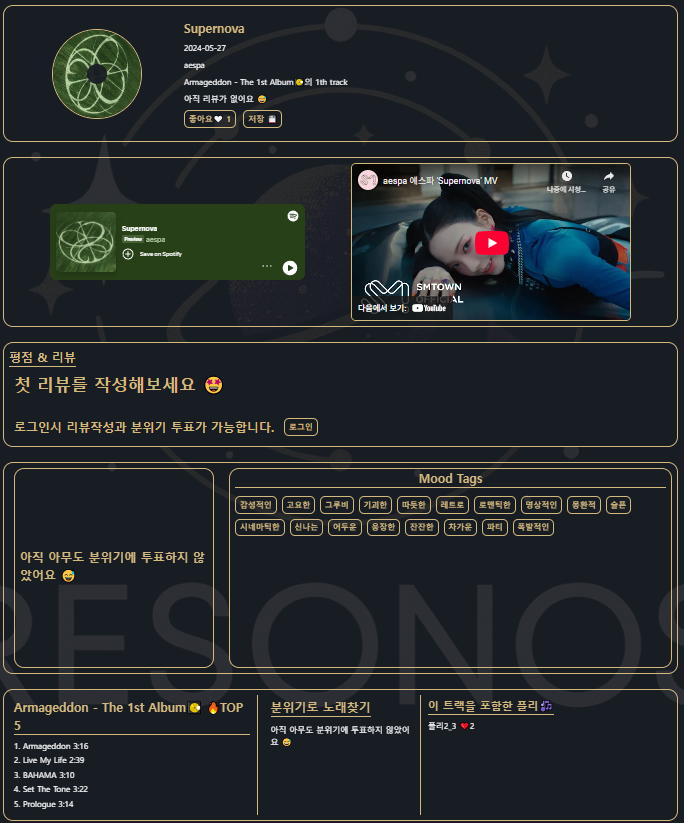 Supernova
2024-05-27
aespa
Armageddon - The 1st Album💿의 1th track
아직 리뷰가 없어요 😅
좋아요🤍 1 저장 💾
Supernova
Preview aespa
Save on Spotify
aespa 에스파 'Supernova' MV
나중에 시청...
공유
SMTOWN
OFFICIAL
다음에서 보기: YouTube
평점 & 리뷰
첫 리뷰를 작성해보세요 🤩
로그인시 리뷰작성과 분위기 투표가 가능합니다. 로그인
아직 아무도 분위기에 투표하지 않
았어요 😅
Mood Tags
감성적인 고요한 그루비 기괴한 따듯한 레트로 로맨틱한 명상적인 몽환적 슬픈
시네마틱한 신나는 어두운 웅장한 잔잔한 차가운 파티 폭발적인
RESONOS
Armageddon - The 1st Album💿 🔥TOP
5
1. Armageddon 3:16
2. Live My Life 2:39
3. BAHAMA 3:10
4. Set The Tone 3:22
5. Prologue 3:14
분위기로 노래찾기
아직 아무도 분위기에 투표하지 않았어
요 😅
이 트랙을 포함한 플리🎶
플리2_3 ❤️2